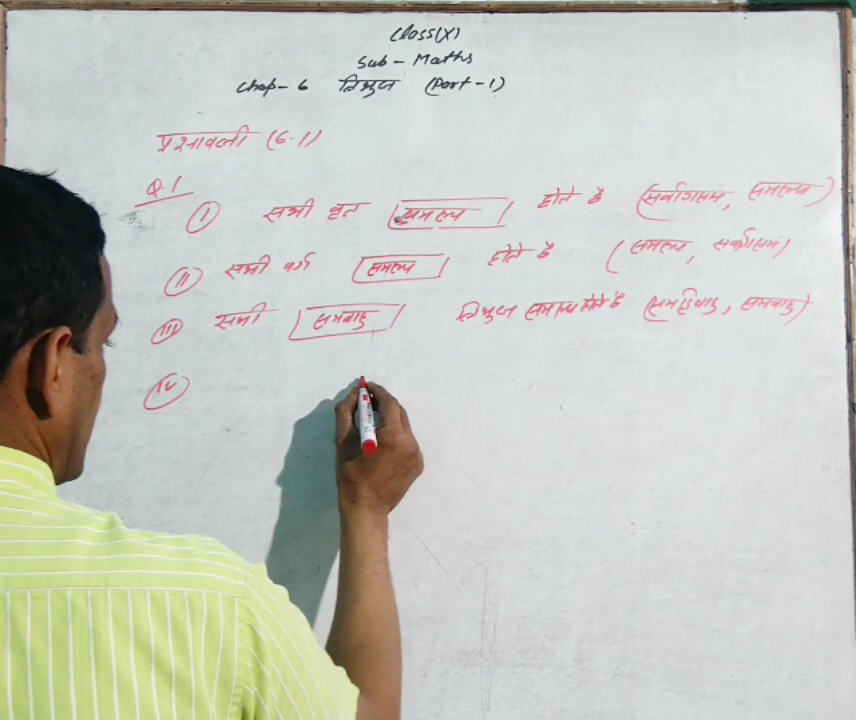 Class(X)
Sub - Maths
Chap- 6 त्रिभुज (Part -1)
प्रश्नावली (6.1)
Q.1
(I) सभी वृत समरूप होते है (सर्वांगसम, समरूप)
(II) सभी वर्ग समरूप होते है (समरूप, सर्वांगसम)
(III) सभी समबाहु त्रिभुज समरूप होते है (समद्विबाहु, समबाहु)
(IV)